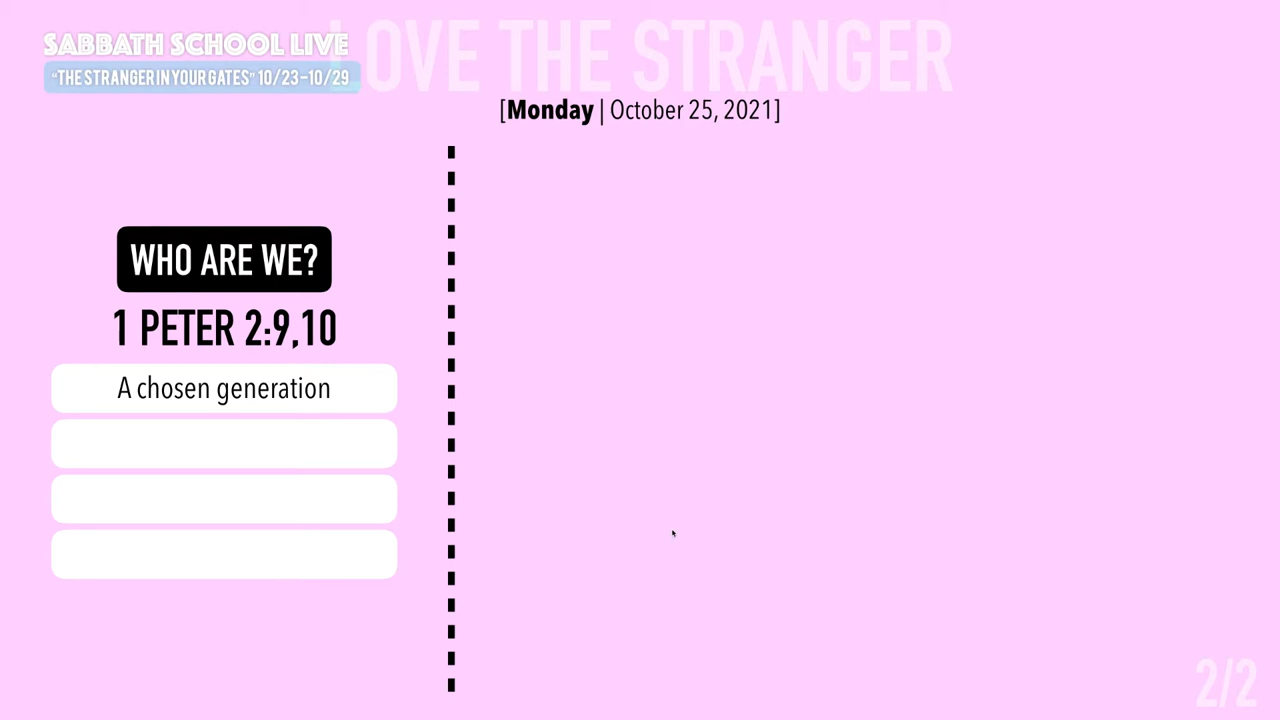 LOVE THE STRANGER
SABBATH SCHOOL LIVE
"THE STRANGER IN YOUR GATES" 10/23-10/29
[Monday | October 25, 2021]
WHO ARE WE?
1 PETER 2:9,10
A chosen generation
2/2